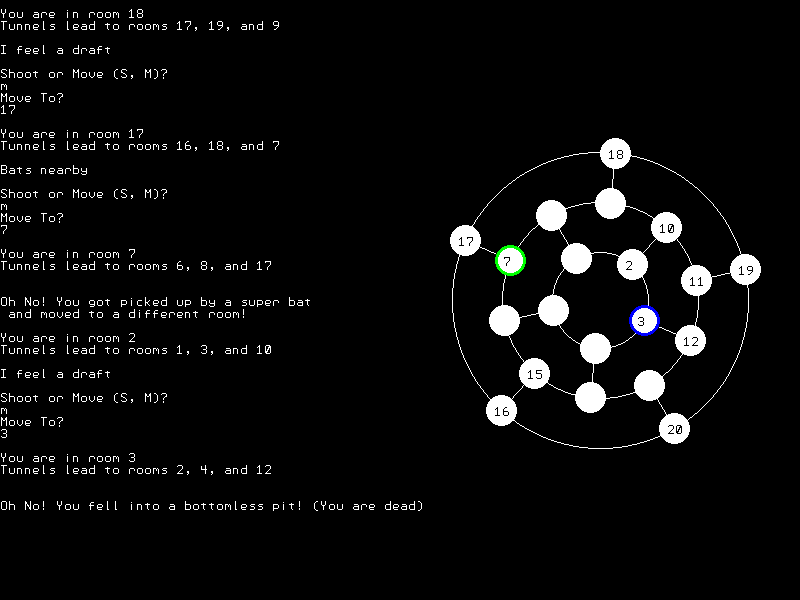 You are in room 18
Tunnels lead to rooms 17, 19, and 9
I feel a draft
Shoot or Move (S, M)?
m
Move To?
17
You are in room 17
Tunnels lead to rooms 16, 18, and 7
Bats nearby
Shoot or Move (S, M)?
m
Move To?
7
You are in room 7
Tunnels lead to rooms 6, 8, and 17
Oh No! You got picked up by a super bat
and moved to a different room!
You are in room 2
Tunnels lead to rooms 1, 3, and 10
I feel a draft
Shoot or Move (S, M)?
m
Move To?
3
You are in room 3
Tunnels lead to rooms 2, 4, and 12
Oh No! You fell into a bottomless pit! (You are dead)
18
10
17
7
2
19
11
3
12
15
16
20